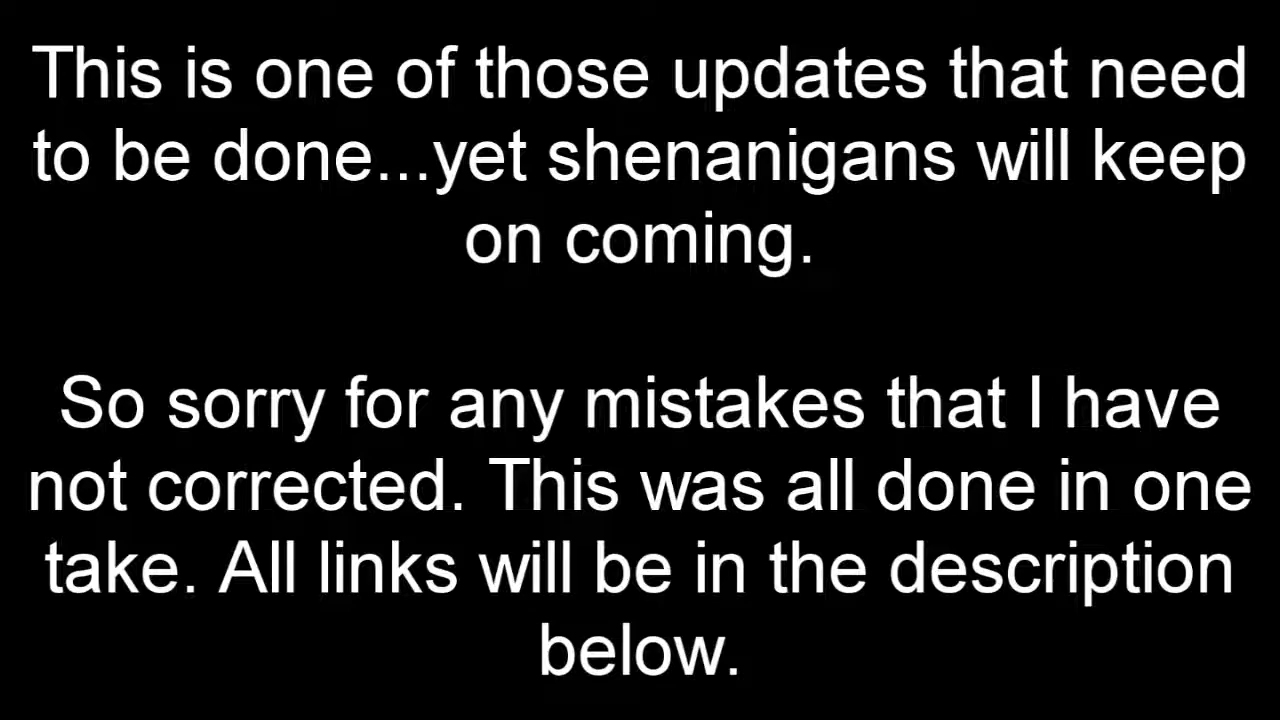 This is one of those updates that need
to be done...yet shenanigans will keep
on coming.
So sorry for any mistakes that I have
not corrected. This was all done in one
take. All links will be in the description
below.